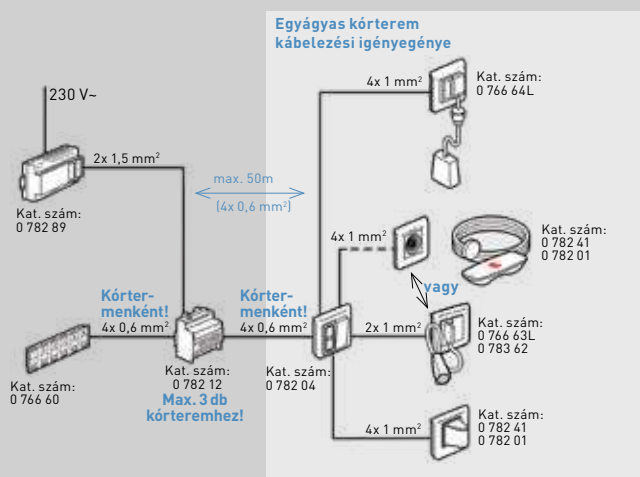 Egyágyas kórterem
kábelezési igényegénye
4x 1 mm²
Kat. szám:
0 766 64L
230 V~
2x 1,5 mm²
Kat. szám:
0 782 89
max. 50m
(4x 0,6 mm²)
4x 1 mm²
Kat. szám:
0 782 41
0 782 01
vagy
Kórter-
menként!
4x 0,6 mm²
Kórter-
menként!
4x 0,6 mm²
2x 1 mm²
Kat. szám:
0 766 63L
0 783 62
Kat. szám:
0 766 60
Kat. szám:
0 782 12
Max. 3 db
kórteremhez!
Kat. szám:
0 782 04
4x 1 mm²
Kat. szám:
0 782 41
0 782 01